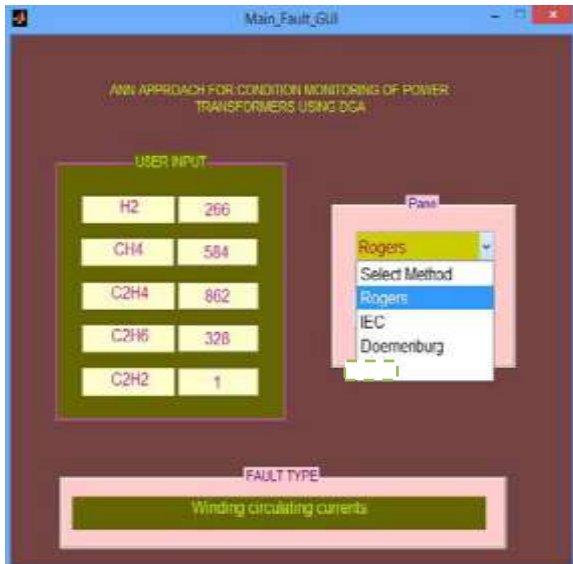 Main_Fault_GUI
ANN APPROACH FOR CONDITION MONITORING OF POWER
TRANSFORMERS USING DGA
USER INPUT
H2 266
CH4 584
C2H4 862
C2H6 328
C2H2 1
Pane
Rogers
Select Method
Rogers
IEC
Doernenburg
FAULT TYPE
Winding circulating currents